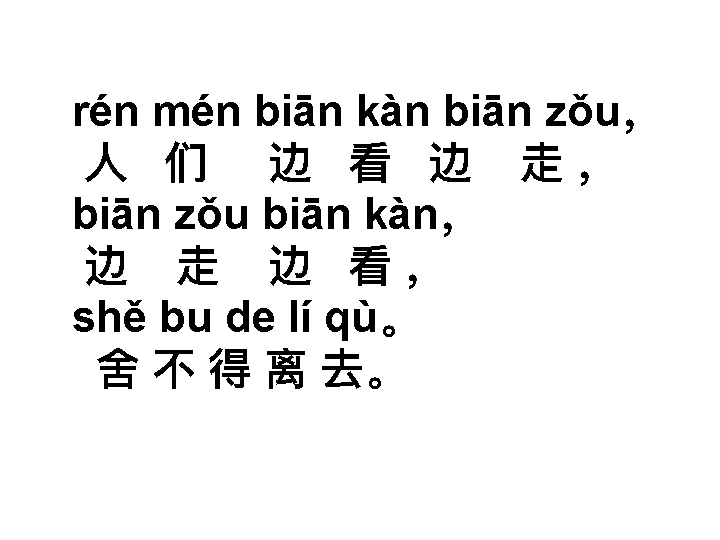 rén mén biān kàn biān zǒu,
人 们 边 看 边 走，
biān zǒu biān kàn,
边 走 边 看，
shě bu de lí qù。
舍 不 得 离 去。